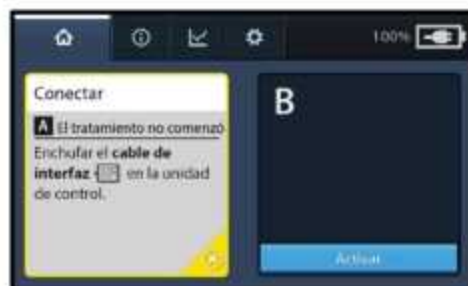 100%
Conectar
A El tratamiento no comenzó
Enchufar el cable de
interfaz en la unidad
de control.
B
Activar